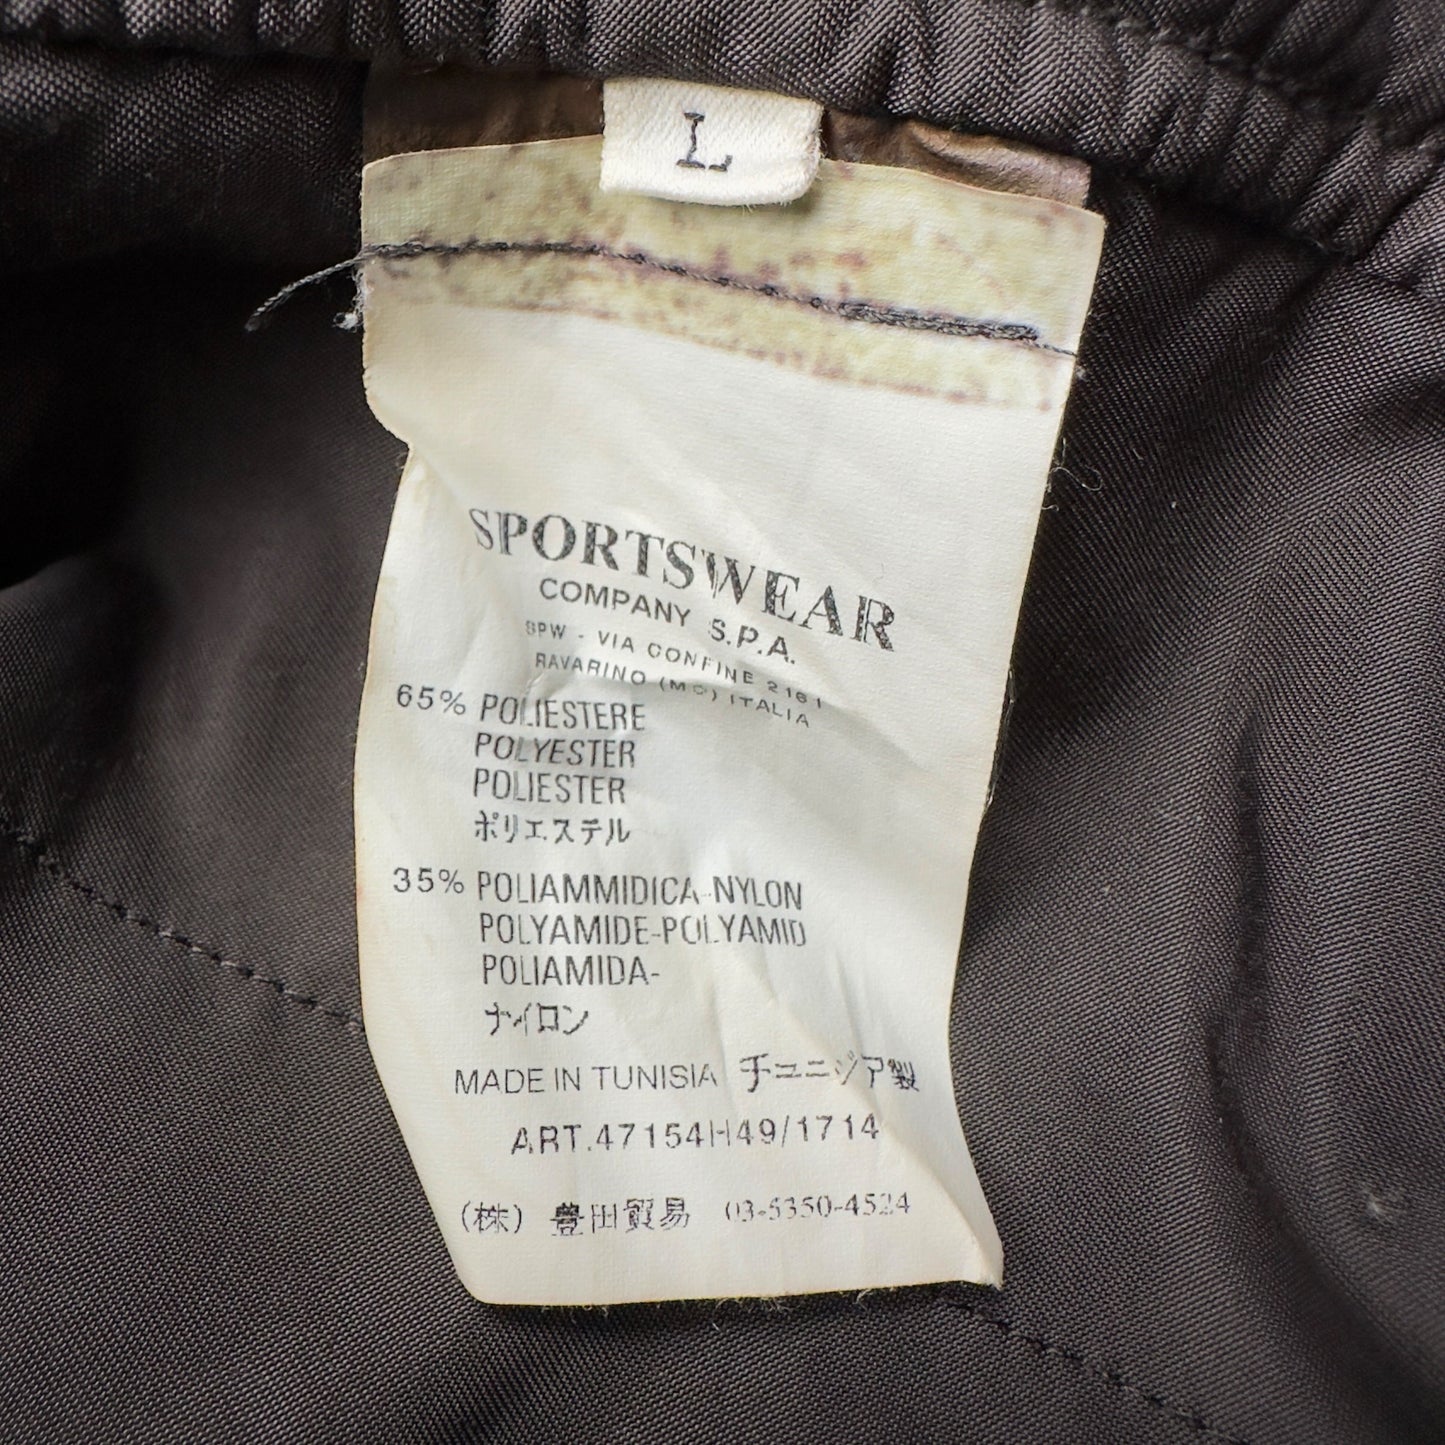 L
SPORTSWEAR
COMPANY S.P.A.
SPW - VIA CONFINE 2161
RAVARINO (MO) ITALIA
65% POLIESTERE
POLYESTER
POLIESTER
ポリエステル
35% POLIAMMIDICA-NYLON
POLYAMIDE-POLYAMID
POLIAMIDA-
ナイロン
MADE IN TUNISIA チュニジア製
ART.47154H49/1714
(株) 豊田貿易 03-5350-4524